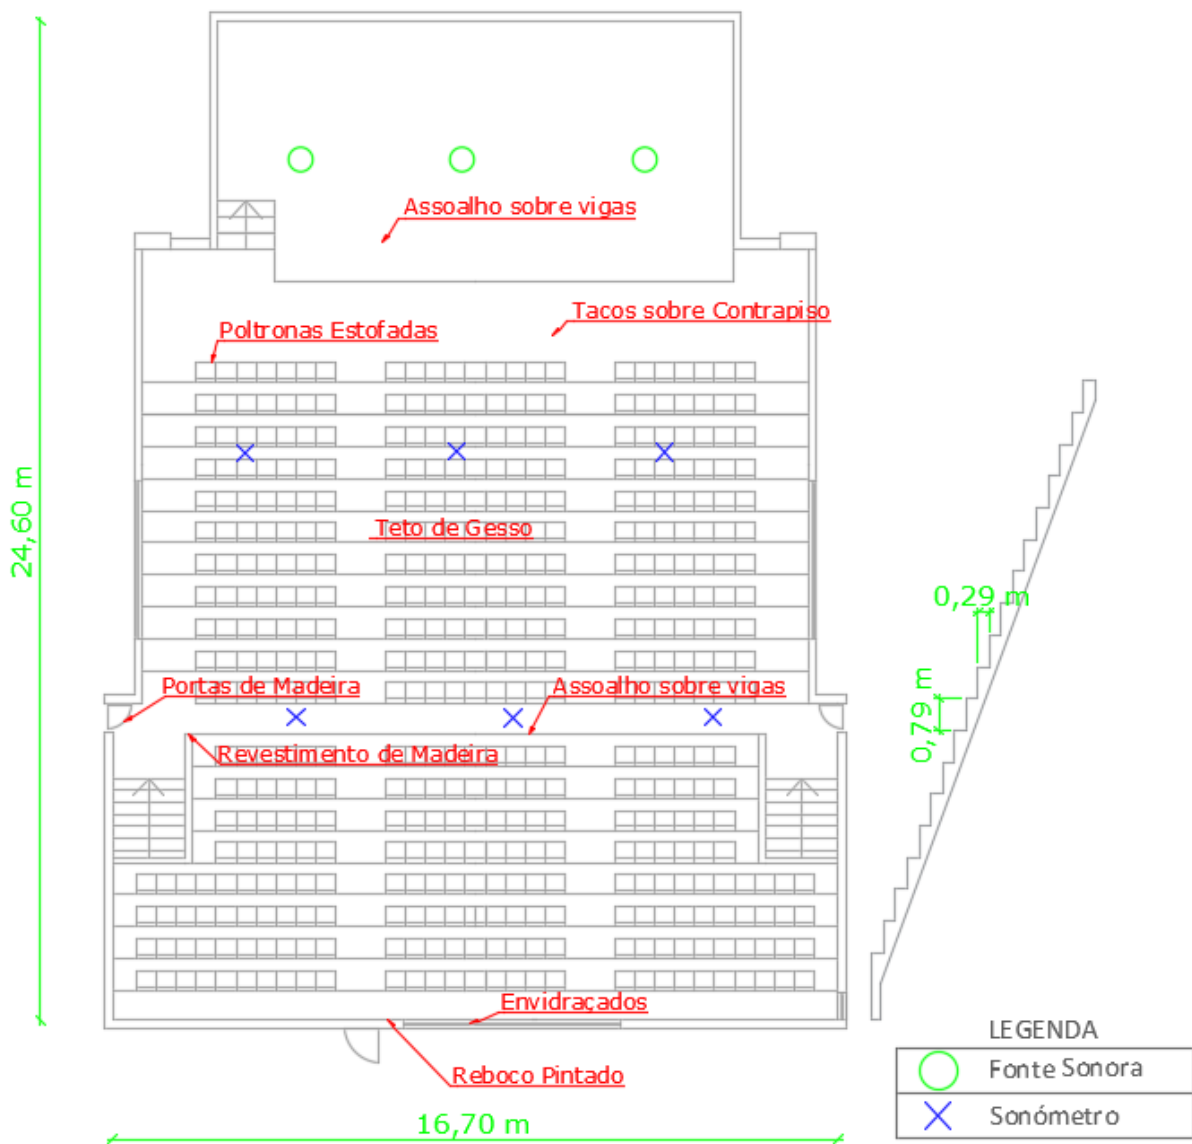 Assoalho sobre vigas
Tacos sobre Contrapiso
Poltronas Estofadas
24,60 m
Teto de Gesso
0,29 m
Portas de Madeira
Assoalho sobre vigas
0,79 m
Revestimento de Madeira
Envidraçados
Reboco Pintado
16,70 m
LEGENDA
Fonte Sonora
Sonómetro